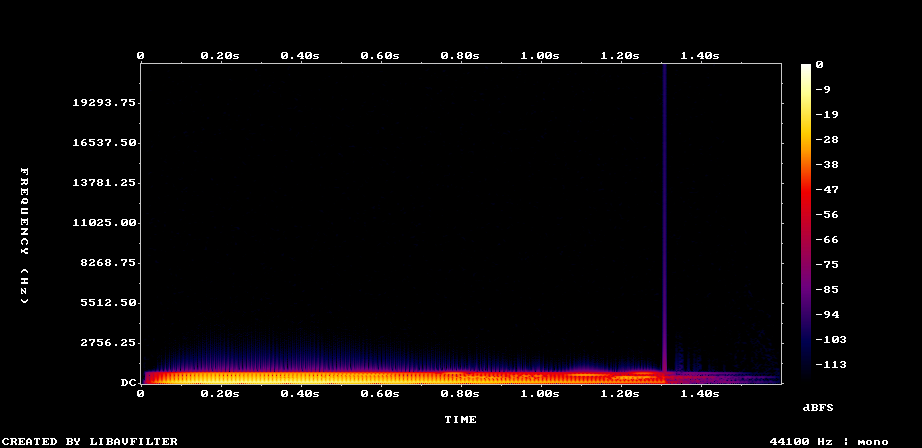 0 0.20s 0.40s 0.60s 0.80s 1.00s 1.20s 1.40s
0
-9
-19
-28
-38
-47
-56
-66
-75
-85
-94
-103
-113
dBFS
19293.75
16537.50
13781.25
11025.00
8268.75
5512.50
2756.25
DC
FREQUENCY (Hz)
0 0.20s 0.40s 0.60s 0.80s 1.00s 1.20s 1.40s
TIME
CREATED BY LIBAVFILTER
44100 Hz | mono